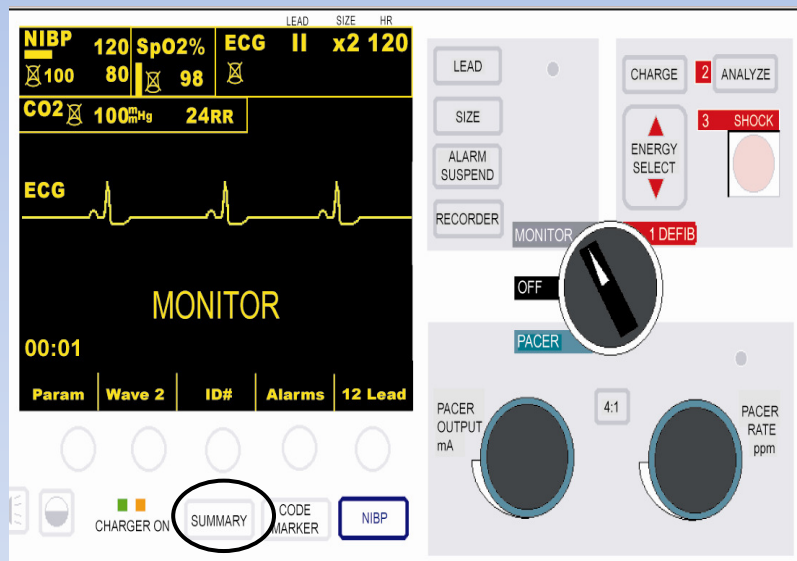 LEAD SIZE HR
NIBP 120 SpO2% ECG II x2 120
100 80 98
CO2 100mmHg 24RR
ECG
MONITOR
00:01
Param Wave 2 ID# Alarms 12 Lead
CHARGER ON
SUMMARY
CODE
MARKER
NIBP
LEAD
SIZE
ALARM
SUSPEND
RECORDER
CHARGE
2 ANALYZE
3 SHOCK
ENERGY
SELECT
MONITOR
1 DEFIB
OFF
PACER
PACER
OUTPUT
mA
4:1
PACER
RATE
ppm